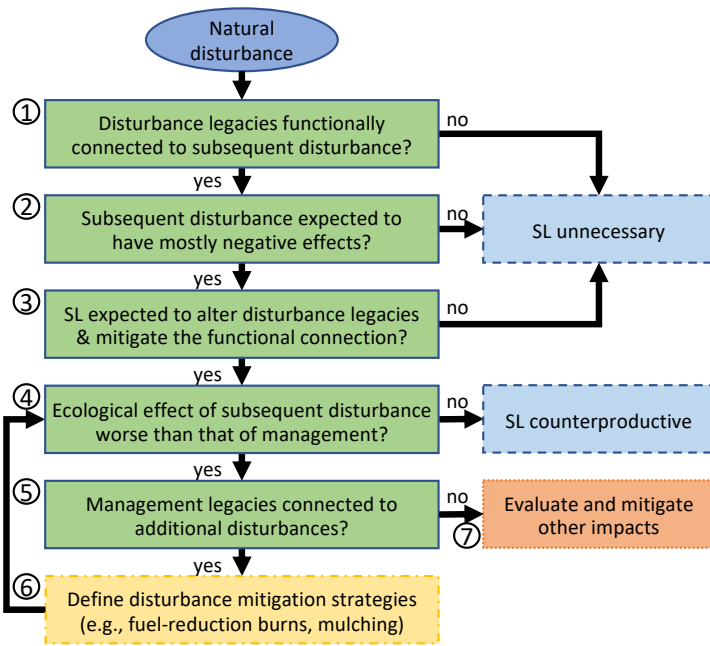 Natural
disturbance
①
Disturbance legacies functionally
connected to subsequent disturbance?
no
yes
②
Subsequent disturbance expected to
have mostly negative effects?
no
SL unnecessary
yes
③
SL expected to alter disturbance legacies
& mitigate the functional connection?
no
yes
④
Ecological effect of subsequent disturbance
worse than that of management?
no
SL counterproductive
yes
⑤
Management legacies connected to
additional disturbances?
no
⑦
Evaluate and mitigate
other impacts
yes
⑥
Define disturbance mitigation strategies
(e.g., fuel-reduction burns, mulching)